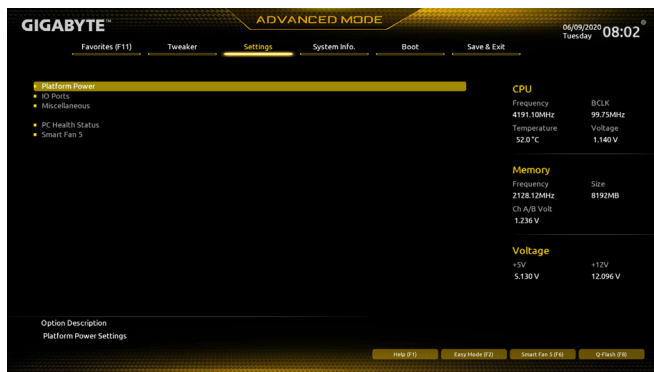 GIGABYTE™
ADVANCED MODE
06/09/2020
Tuesday
08:02
Favorites (F11) Tweaker Settings System Info. Boot Save & Exit
Platform Power
IO Ports
Miscellaneous
PC Health Status
Smart Fan 5
CPU
Frequency BCLK
4191.10MHz 99.75MHz
Temperature Voltage
52.0 °C 1.140 V
Memory
Frequency Size
2128.12MHz 8192MB
Ch A/B Volt
1.236 V
Voltage
+5V +12V
5.130 V 12.096 V
Option Description
Platform Power Settings
Help (F1) Easy Mode (F2) Smart Fan 5 (F6) Q-Flash (F8)